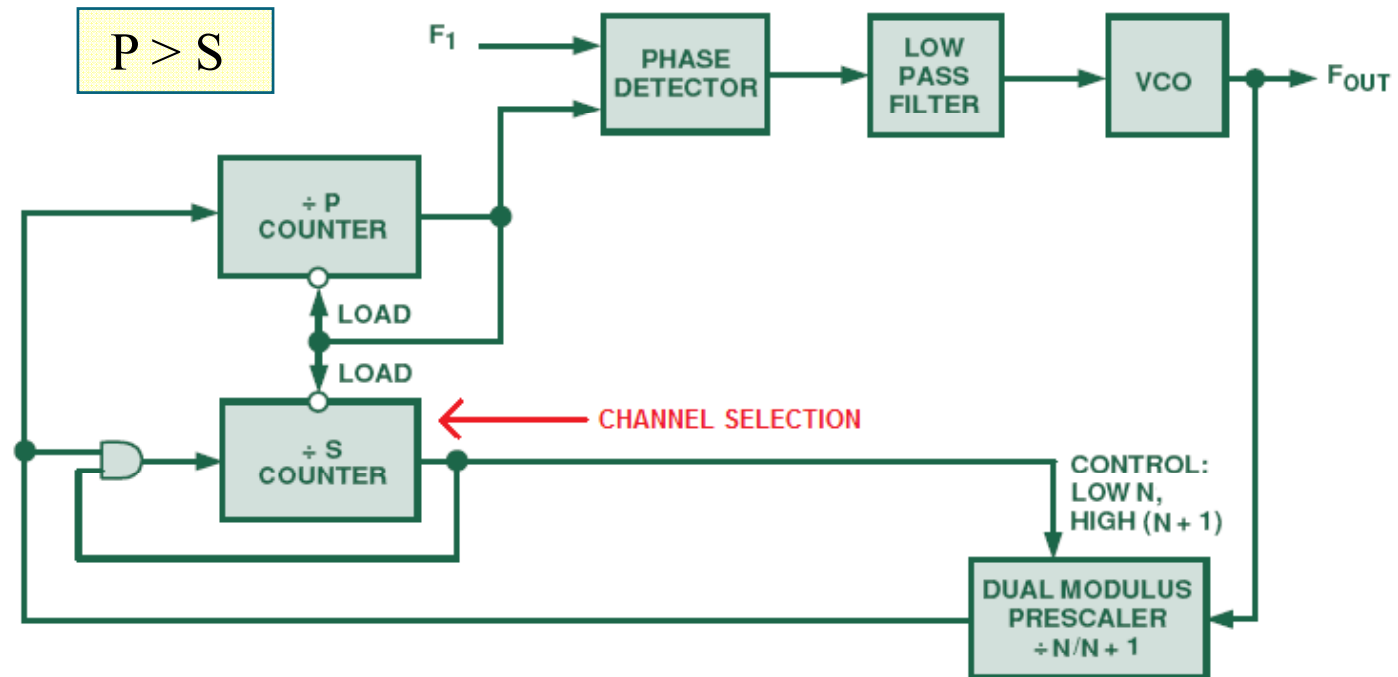 P > S
F1
PHASE
DETECTOR
LOW
PASS
FILTER
VCO
FOUT
÷ P
COUNTER
LOAD
LOAD
÷ S
COUNTER
CHANNEL SELECTION
CONTROL:
LOW N,
HIGH (N + 1)
DUAL MODULUS
PRESCALER
÷ N/N + 1